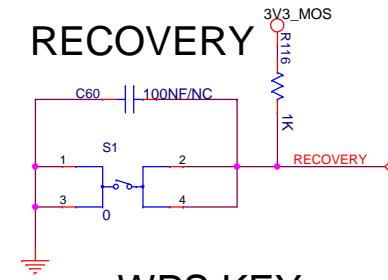 3V3_MOS
RECOVERY
R116
C60
100NF/NC
1K
S1
1
2
RECOVERY
3
4
0